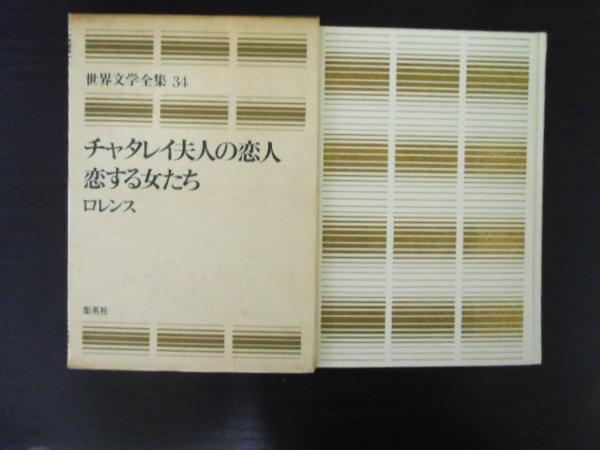 世界文学全集 34
チャタレイ夫人の恋人
恋する女たち
ロレンス
集英社